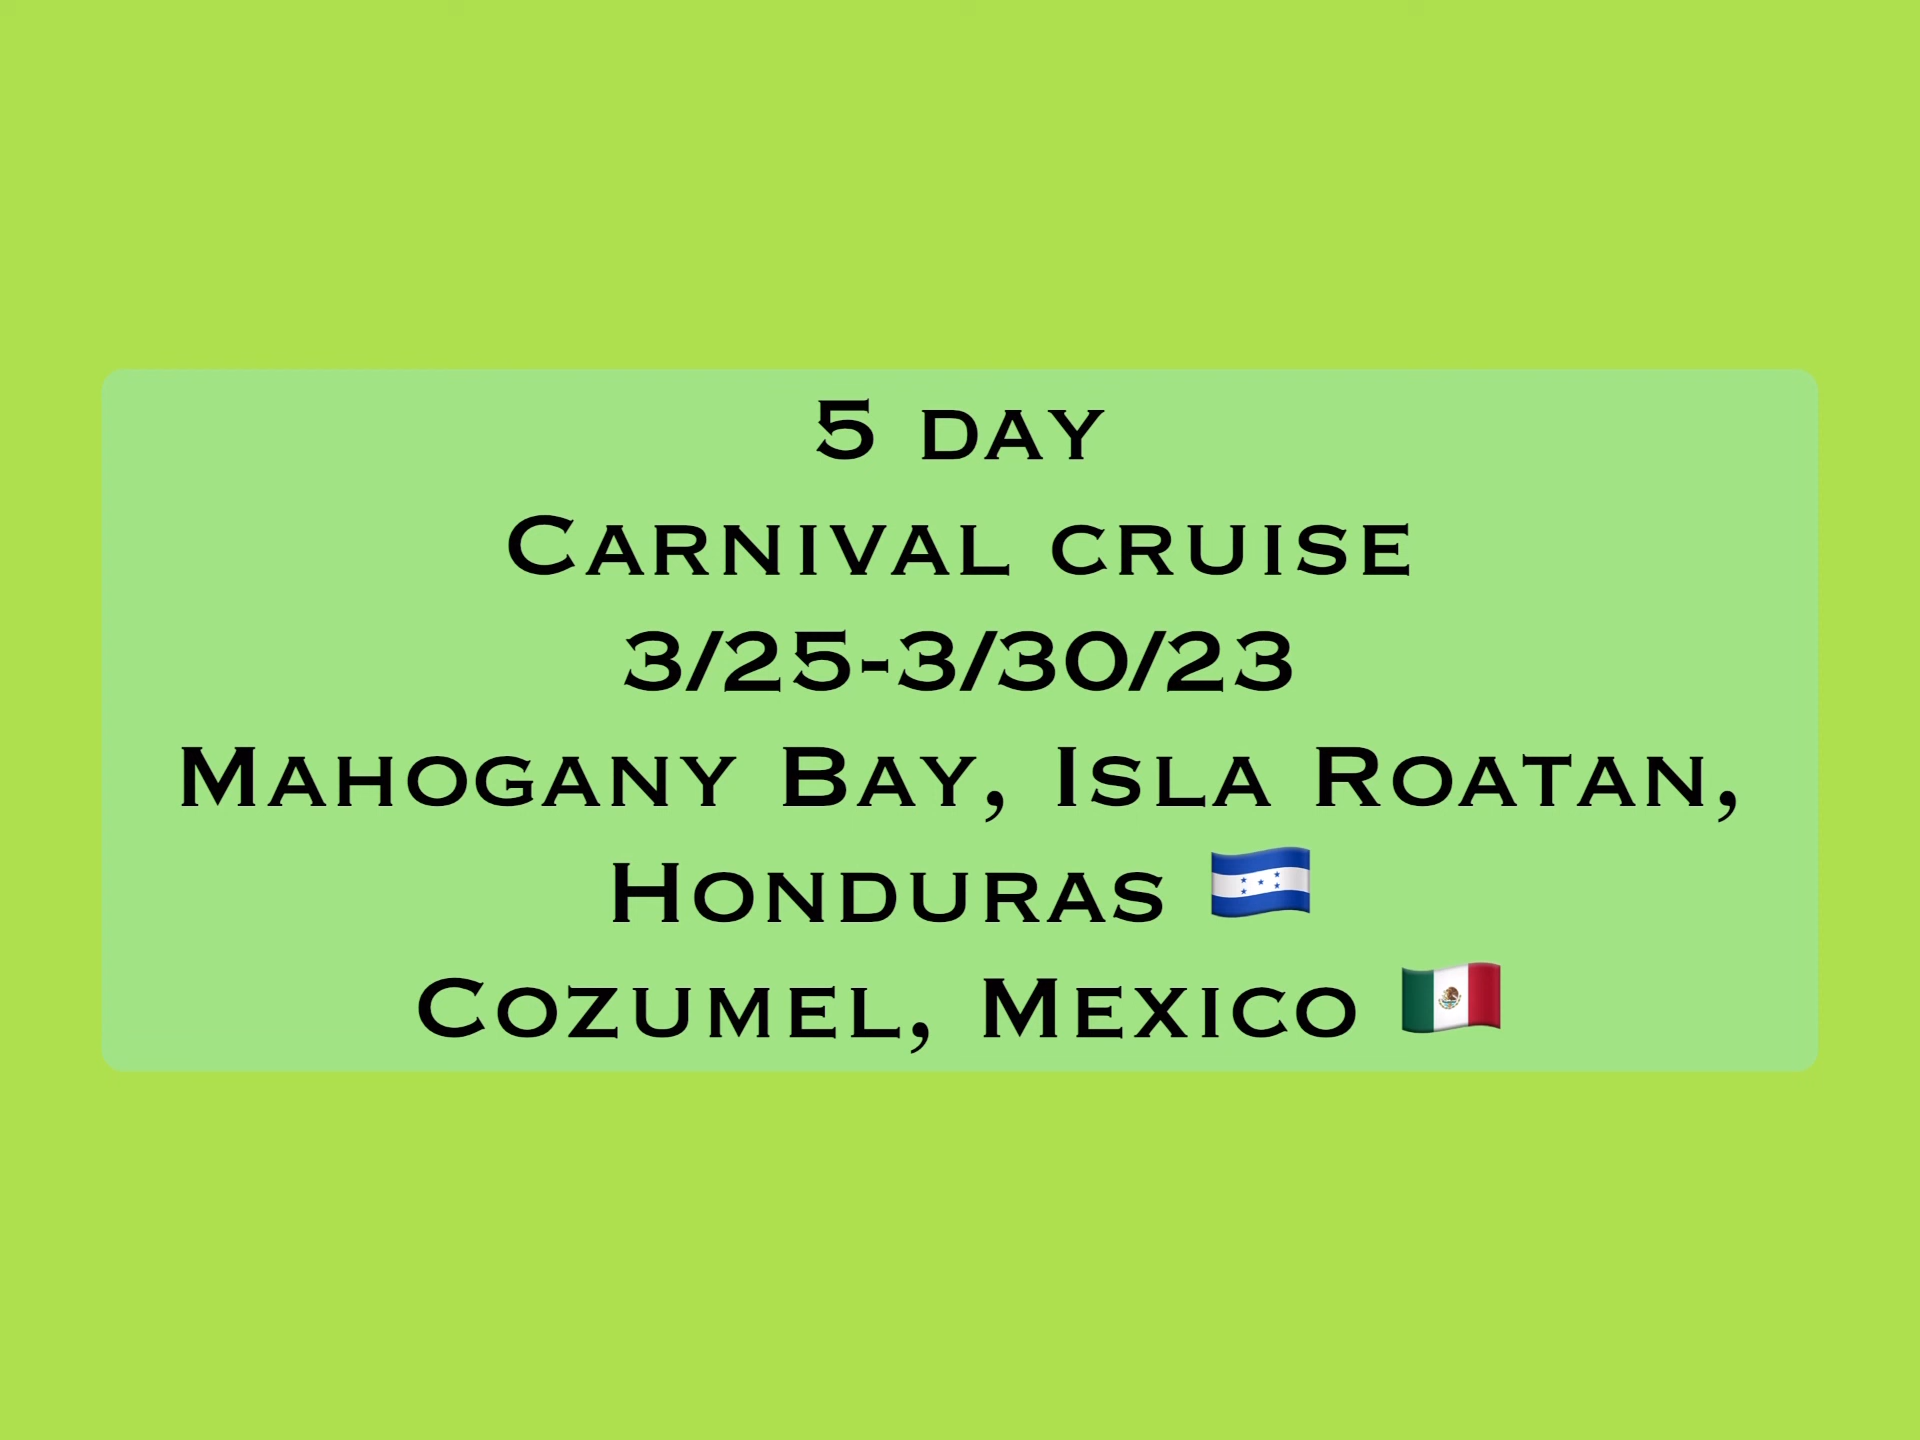 5 day
Carnival cruise
3/25-3/30/23
Mahogany Bay, Isla Roatan,
Honduras 🇭🇳
Cozumel, Mexico 🇲🇽